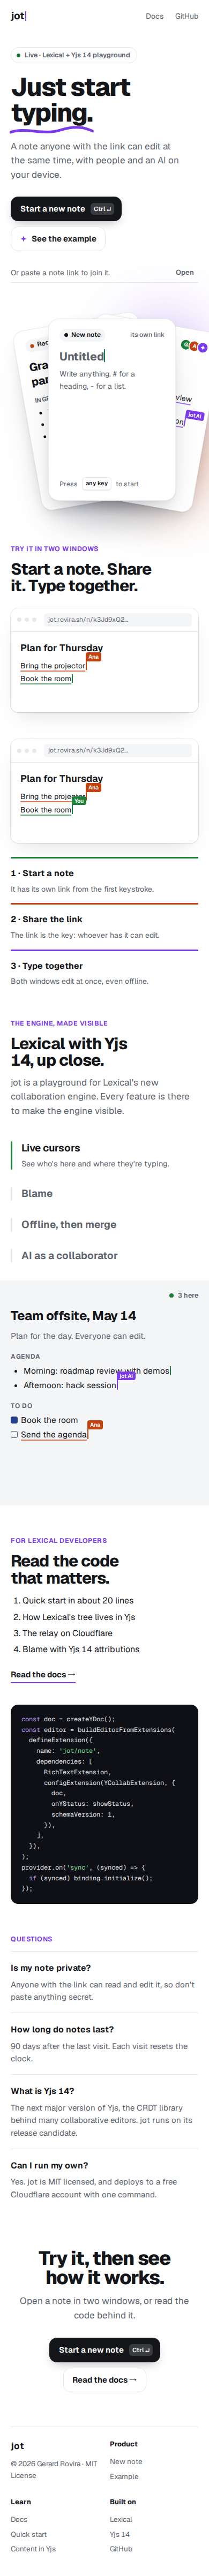 jot
Docs
GitHub
Live · Lexical + Yjs 14 playground
Just start
typing.
A note anyone with the link can edit at
the same time, with people and an AI on
your device.
Start a new note Ctrl ↵
See the example
Or paste a note link to join it.
Open
New note
its own link
Untitled
Write anything. # for a
heading, - for a list.
Press any key to start
jot AI
TRY IT IN TWO WINDOWS
Start a note. Share
it. Type together.
jot.rovira.sh/n/k3Jd9xQ2...
Plan for Thursday
Ana
Bring the projector
Book the room
jot.rovira.sh/n/k3Jd9xQ2...
Plan for Thursday
Ana
Bring the projector
You
Book the room
1 · Start a note
It has its own link from the first keystroke.
2 · Share the link
The link is the key: whoever has it can edit.
3 · Type together
Both windows edit at once, even offline.
THE ENGINE, MADE VISIBLE
Lexical with Yjs
14, up close.
jot is a playground for Lexical's new
collaboration engine. Every feature is there
to make the engine visible.
Live cursors
See who's here and where they're typing.
Blame
Offline, then merge
AI as a collaborator
3 here
Team offsite, May 14
Plan for the day. Everyone can edit.
AGENDA
Morning: roadmap review with demos
jot AI
Afternoon: hack session
TO DO
Book the room
Ana
Send the agenda
FOR LEXICAL DEVELOPERS
Read the code
that matters.
1. Quick start in about 20 lines
2. How Lexical's tree lives in Yjs
3. The relay on Cloudflare
4. Blame with Yjs 14 attributions
Read the docs →
const doc = createYDoc();
const editor = buildEditorFromExtensions(
defineExtension({
name: 'jot/note',
dependencies: [
RichTextExtension,
configExtension(YCollabExtension, {
doc,
onYStatus: showStatus,
schemaVersion: 1,
}),
],
}),
);
provider.on('sync', (synced) => {
if (synced) binding.initialize();
});
QUESTIONS
Is my note private?
Anyone with the link can read and edit it, so don't
paste anything secret.
How long do notes last?
90 days after the last visit. Each visit resets the
clock.
What is Yjs 14?
The next major version of Yjs, the CRDT library
behind many collaborative editors. jot runs on its
release candidate.
Can I run my own?
Yes. jot is MIT licensed, and deploys to a free
Cloudflare account with one command.
Try it, then see
how it works.
Open a note in two windows, or read the
code behind it.
Start a new note Ctrl ↵
Read the docs →
jot
© 2026 Gerard Rovira · MIT
License
Product
New note
Example
Learn
Docs
Quick start
Content in Yjs
Built on
Lexical
Yjs 14
GitHub